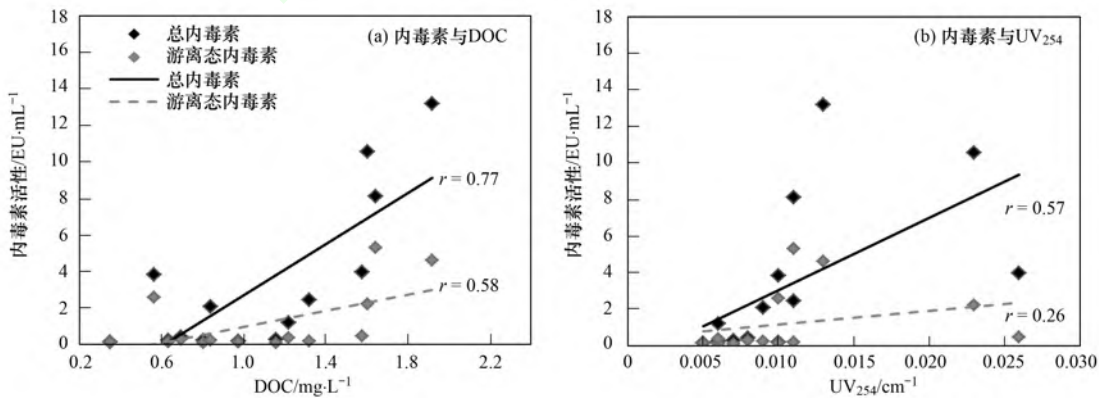 18
16
14
12
10
8
6
4
2
0
内毒素活性/EU·mL⁻¹
总内毒素
游离态内毒素
总内毒素
游离态内毒素
(a) 内毒素与DOC
r = 0.77
r = 0.58
0.2 0.6 1.0 1.4 1.8 2.2
DOC/mg·L⁻¹
18
16
14
12
10
8
6
4
2
0
内毒素活性/EU·mL⁻¹
(b) 内毒素与UV₂₅₄
r = 0.57
r = 0.26
0 0.005 0.010 0.015 0.020 0.025 0.030
UV₂₅₄/cm⁻¹